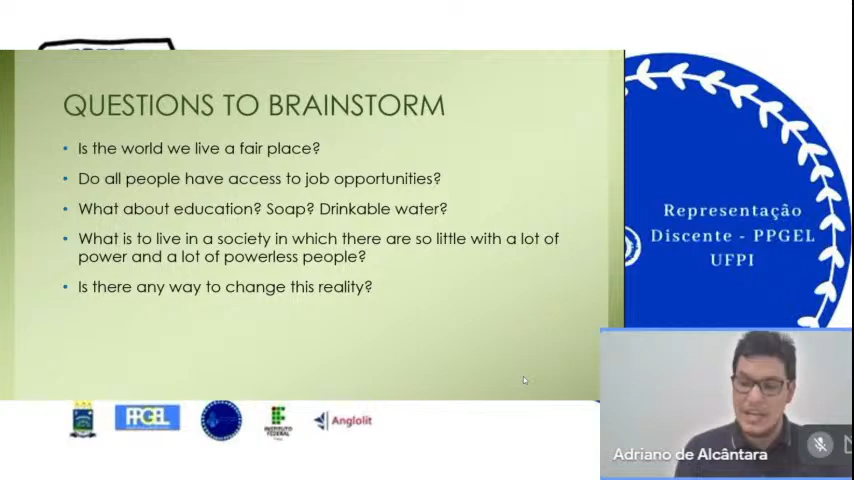 QUESTIONS TO BRAINSTORM
• Is the world we live a fair place?
• Do all people have access to job opportunities?
• What about education? Soap? Drinkable water?
• What is to live in a society in which there are so little with a lot of
power and a lot of powerless people?
• Is there any way to change this reality?
Representação
Discente - PPGEL
UFPI
PPGEL
INSTITUTO
FEDERAL
Anglolit
Adriano de Alcântara